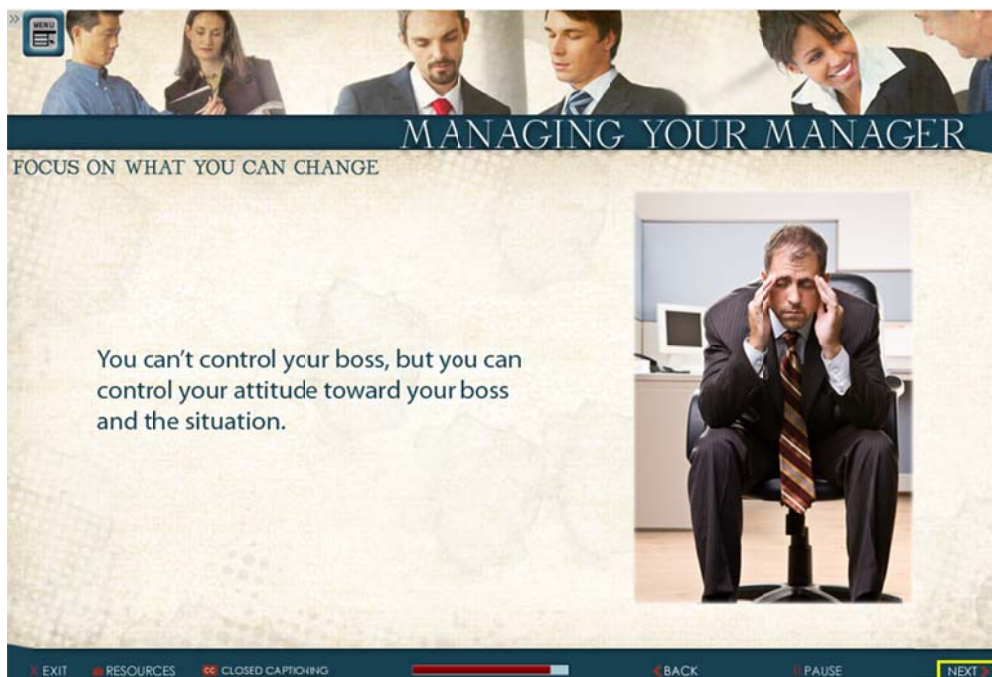 »
MENU
MANAGING YOUR MANAGER
FOCUS ON WHAT YOU CAN CHANGE
You can't control your boss, but you can
control your attitude toward your boss
and the situation.
X EXIT RESOURCES CC CLOSED CAPTIONING < BACK II PAUSE NEXT >